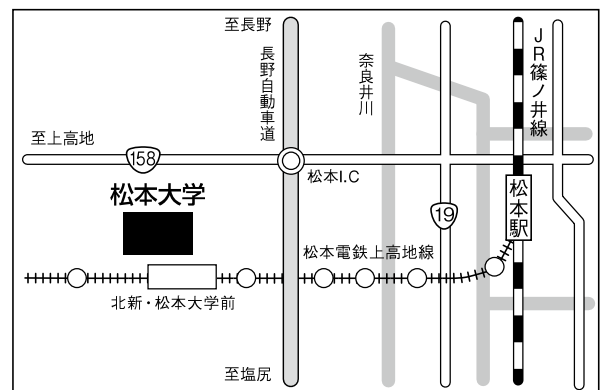 至長野
長野自動車道
奈良井川
JR篠ノ井線
至上高地
158
松本I.C
松本大学
19
松本駅
松本電鉄上高地線
北新・松本大学前
至塩尻